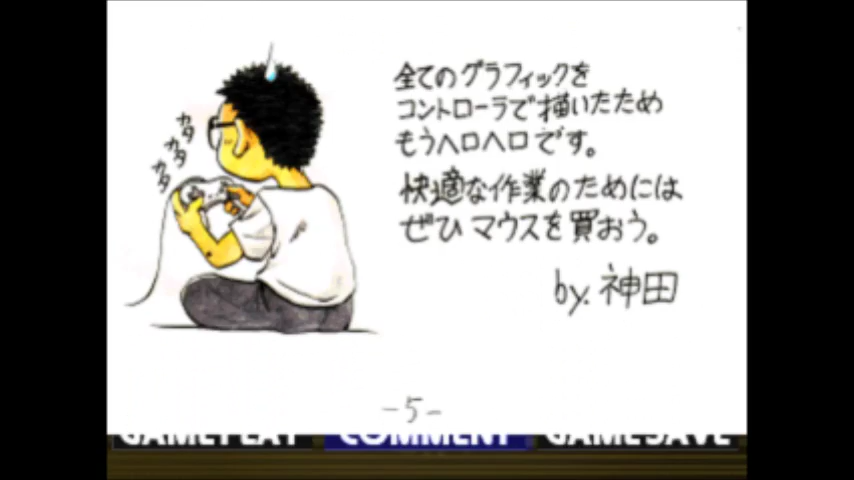 カタ
カタ
カタ
全てのグラフィックを
コントローラで描いたため
もうヘロヘロです。
快適な作業のためには
ぜひマウスを買おう。
by.神田
-5-
GAMEPLAY COMMENT GAMESAVE